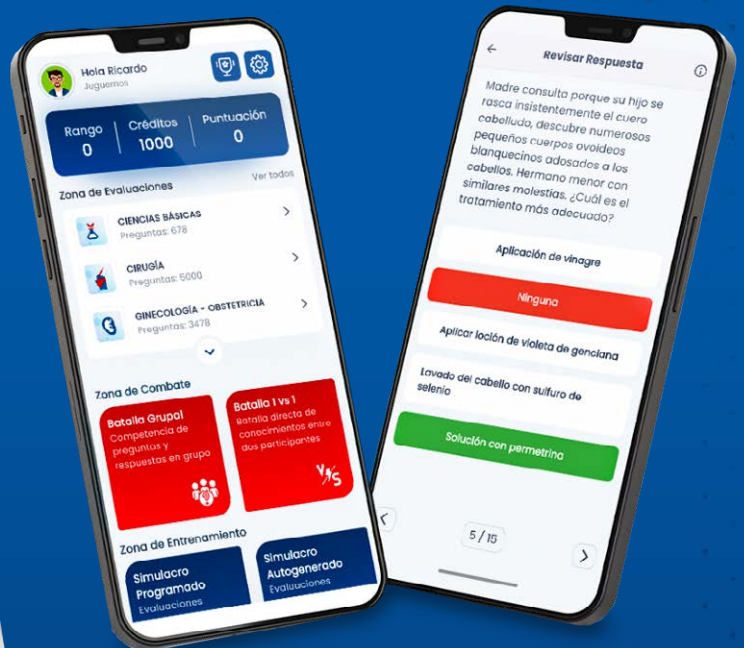 Hola Ricardo
Juguemos
Rango
0
Créditos
1000
Puntuación
0
Zona de Evaluaciones
Ver todos
CIENCIAS BÁSICAS
Preguntas: 678
CIRUGÍA
Preguntas: 5000
GINECOLOGÍA - OBSTETRICIA
Preguntas: 3478
Zona de Combate
Batalla Grupal
Competencia de
preguntas y
respuestas en grupo
Batalla 1 Vs 1
Batalla directa de
conocimientos entre
dos participantes
V S
Zona de Entrenamiento
Simulacro
Programado
Evaluaciones
Simulacro
Autogenerado
Evaluaciones
Revisar Respuesta
Madre consulta porque su hijo se
rasca insistentemente el cuero
cabelludo, descubre numerosos
pequeños cuerpos ovoideos
blanquecinos adosados a los
cabellos. Hermano menor con
similares molestias. ¿Cuál es el
tratamiento más adecuado?
Aplicación de vinagre
Ninguna
Aplicar loción de violeta de genciana
Lavado del cabello con sulfuro de
selenio
Solución con permetrina
5 / 15